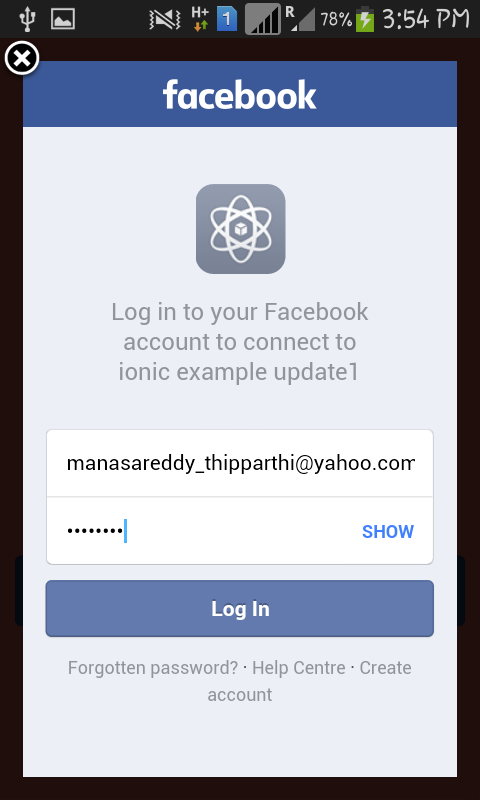 H+ 1 R 78% 3:54 PM
facebook
Log in to your Facebook
account to connect to
ionic example update1
manasareddy_thipparthi@yahoo.com
•••••••• SHOW
Log In
Forgotten password? · Help Centre · Create
account